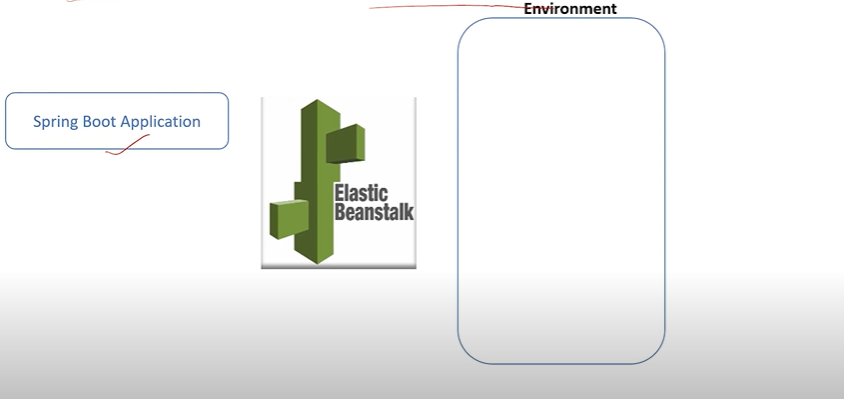 Environment
Spring Boot Application
Elastic
Beanstalk